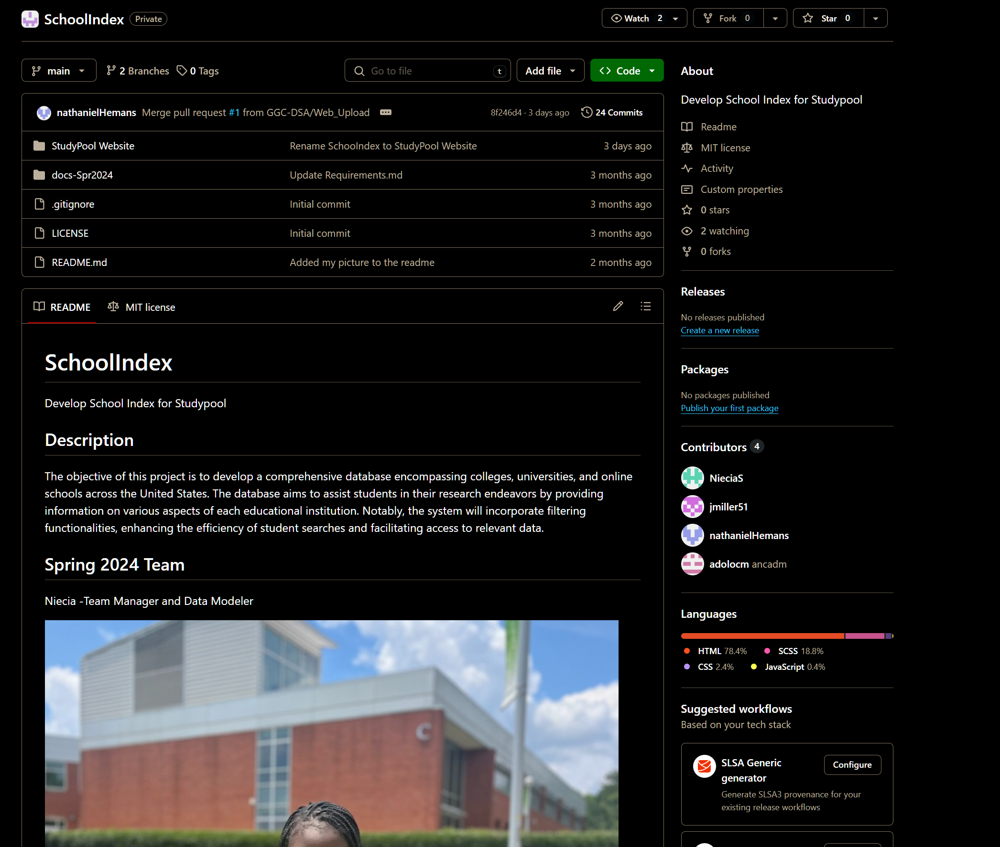 SchoolIndex Private
Watch 2
Fork 0
Star 0
main
2 Branches
0 Tags
Go to file t
Add file
Code
nathanielHemans Merge pull request #1 from GGC-DSA/Web_Upload
8f246d4 · 3 days ago
24 Commits
StudyPool Website Rename SchooIndex to StudyPool Website 3 days ago
docs-Spr2024 Update Requirements.md 3 months ago
.gitignore Initial commit 3 months ago
LICENSE Initial commit 3 months ago
README.md Added my picture to the readme 2 months ago
README
MIT license
SchoolIndex
Develop School Index for Studypool
Description
The objective of this project is to develop a comprehensive database encompassing colleges, universities, and online
schools across the United States. The database aims to assist students in their research endeavors by providing
information on various aspects of each educational institution. Notably, the system will incorporate filtering
functionalities, enhancing the efficiency of student searches and facilitating access to relevant data.
Spring 2024 Team
Niecia -Team Manager and Data Modeler
C
About
Develop School Index for Studypool
Readme
MIT license
Activity
Custom properties
0 stars
2 watching
0 forks
Releases
No releases published
Create a new release
Packages
No packages published
Publish your first package
Contributors 4
NieciaS
jmiller51
nathanielHemans
adolocm ancadm
Languages
HTML 78.4%
SCSS 18.8%
CSS 2.4%
JavaScript 0.4%
Suggested workflows
Based on your tech stack
SLSA Generic
generator
Configure
Generate SLSA3 provenance for your
existing release workflows